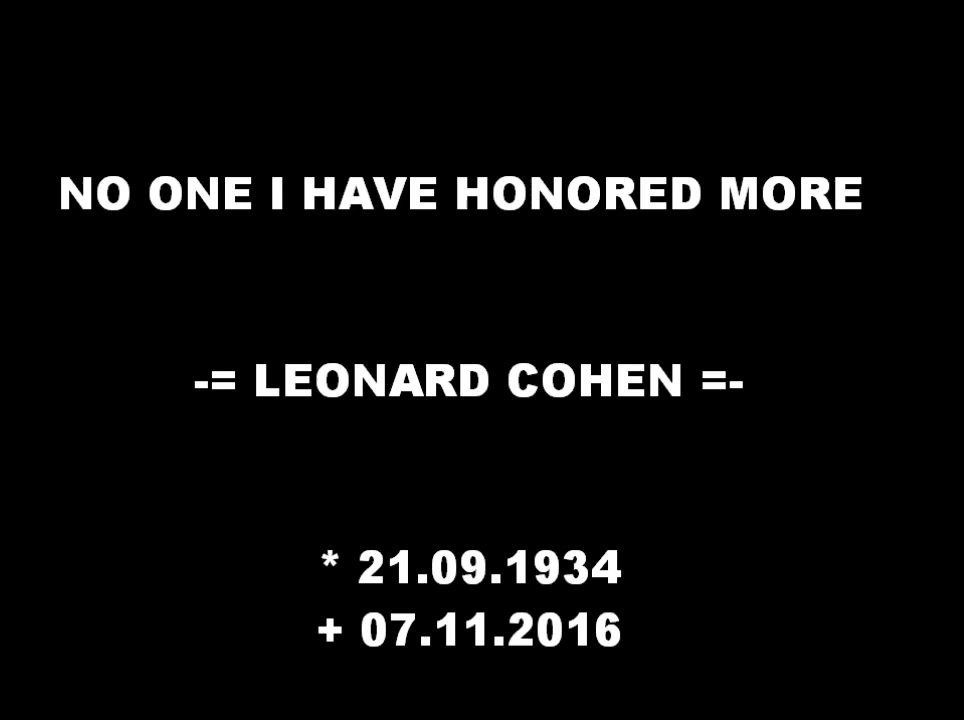 NO ONE I HAVE HONORED MORE
-= LEONARD COHEN =-
* 21.09.1934
+ 07.11.2016